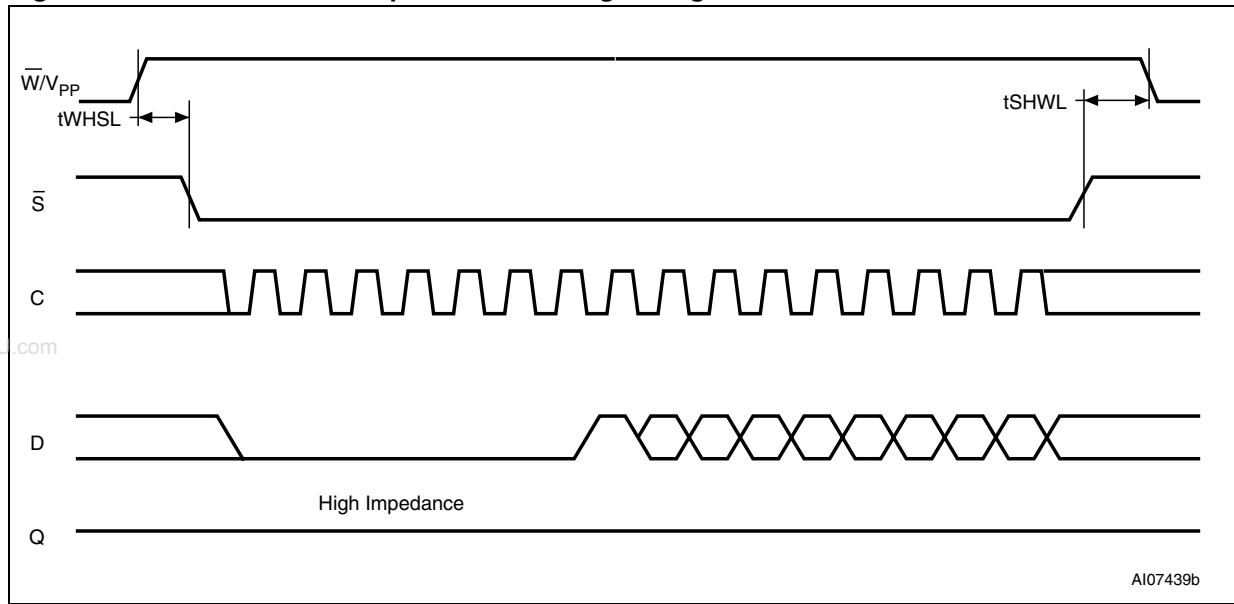 W̅/VPP
tWHSL
tSHWL
S̅
C
.com
D
High Impedance
Q
AI07439b